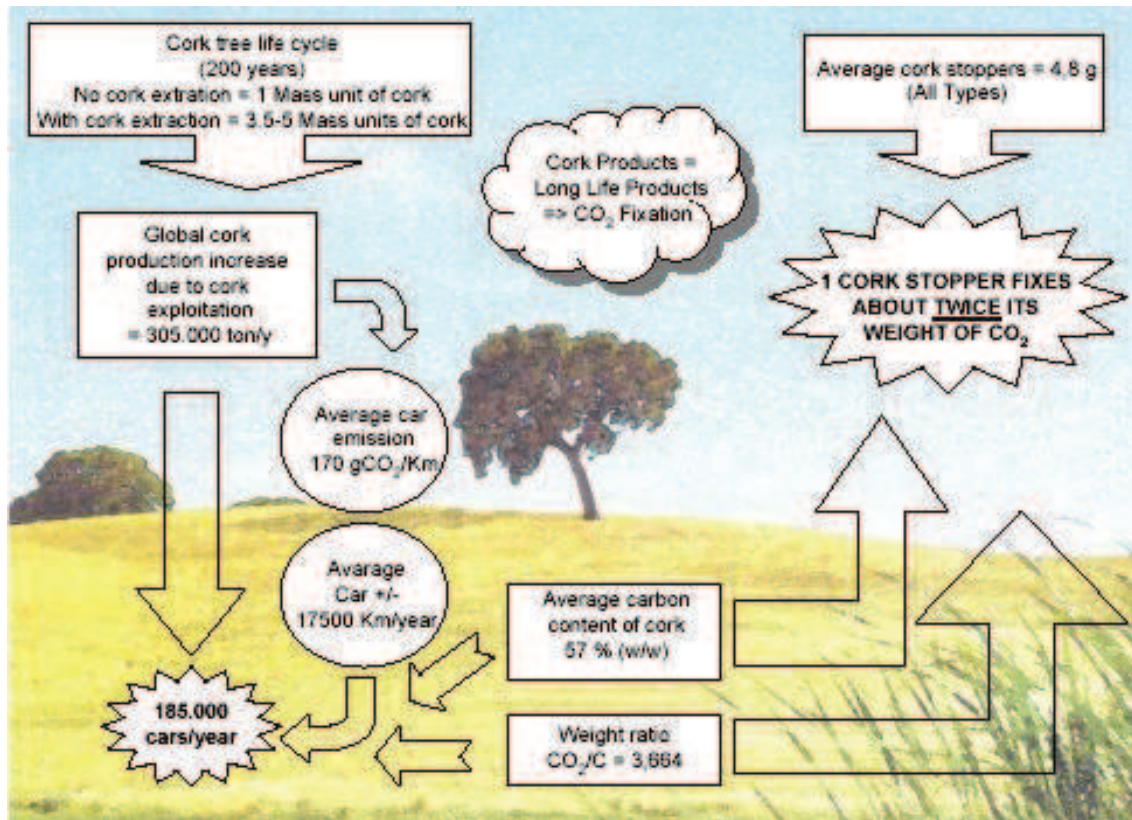 Cork tree life cycle
(200 years)
No cork extration = 1 Mass unit of cork
With cork extraction = 3.5-5 Mass units of cork
Average cork stoppers = 4,8 g
(All Types)
Cork Products =
Long Life Products
=> CO₂ Fixation
Global cork
production increase
due to cork
exploitation
= 305.000 ton/y
1 CORK STOPPER FIXES
ABOUT TWICE ITS
WEIGHT OF CO₂
Average car
emission
170 gCO₂/Km
Avarage
Car +/-
17500 Km/year
Average carbon
content of cork
57 % (w/w)
185.000
cars/year
Weight ratio
CO₂/C = 3,664